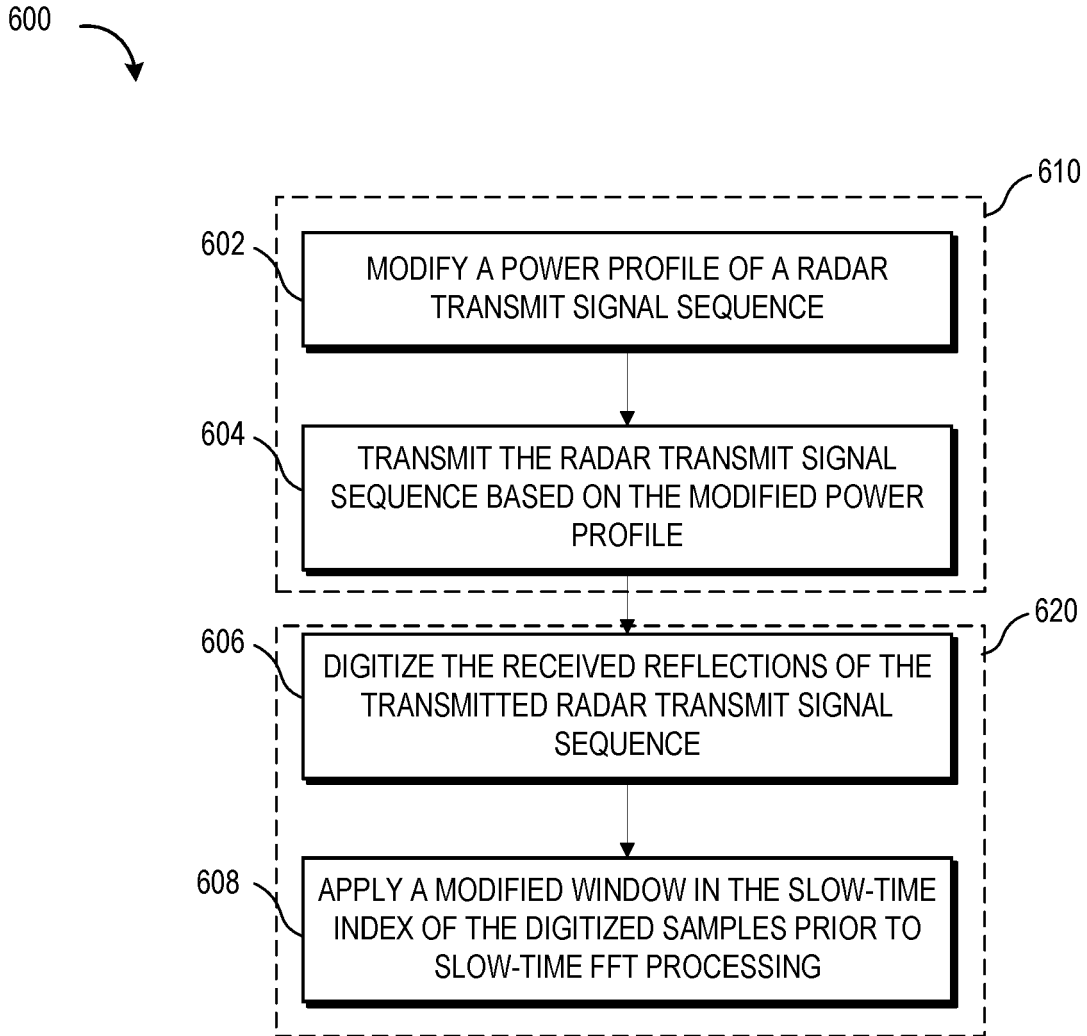 600
610
602
MODIFY A POWER PROFILE OF A RADAR
TRANSMIT SIGNAL SEQUENCE
604
TRANSMIT THE RADAR TRANSMIT SIGNAL
SEQUENCE BASED ON THE MODIFIED POWER
PROFILE
620
606
DIGITIZE THE RECEIVED REFLECTIONS OF THE
TRANSMITTED RADAR TRANSMIT SIGNAL
SEQUENCE
608
APPLY A MODIFIED WINDOW IN THE SLOW-TIME
INDEX OF THE DIGITIZED SAMPLES PRIOR TO
SLOW-TIME FFT PROCESSING